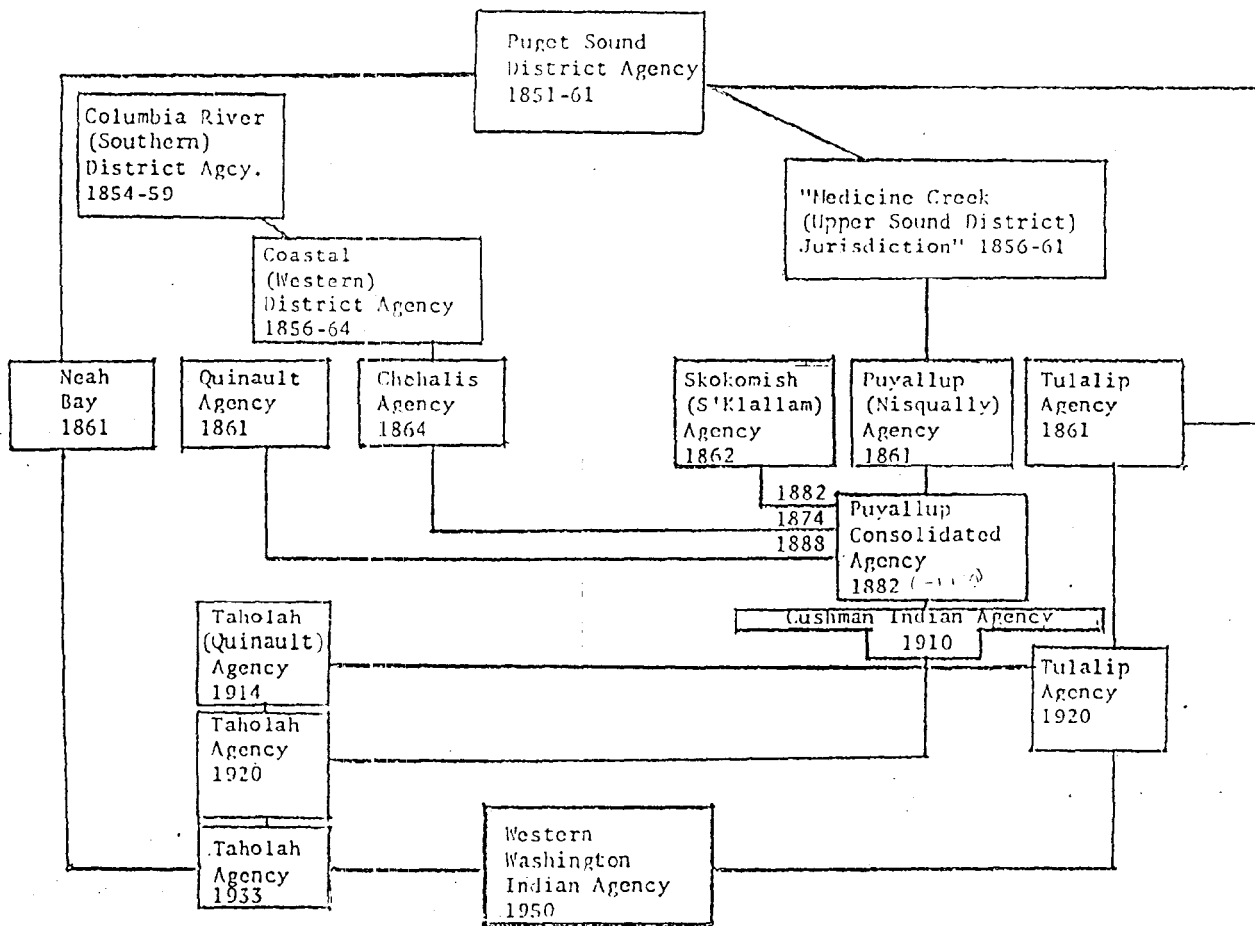 Puget Sound
District Agency
1851-61
Columbia River
(Southern)
District Agcy.
1854-59
"Medicine Creek
(Upper Sound District)
Jurisdiction" 1856-61
Coastal
(Western)
District Agency
1856-64
Neah
Bay
1861
Quinault
Agency
1861
Chehalis
Agency
1864
Skokomish
(S'Klallam)
Agency
1862
Puyallup
(Nisqually)
Agency
1861
Tulalip
Agency
1861
1882
1874
1888
Puyallup
Consolidated
Agency
1882
Cushman Indian Agency
1910
Taholah
(Quinault)
Agency
1914
Tulalip
Agency
1920
Taholah
Agency
1920
Taholah
Agency
1933
Western
Washington
Indian Agency
1950